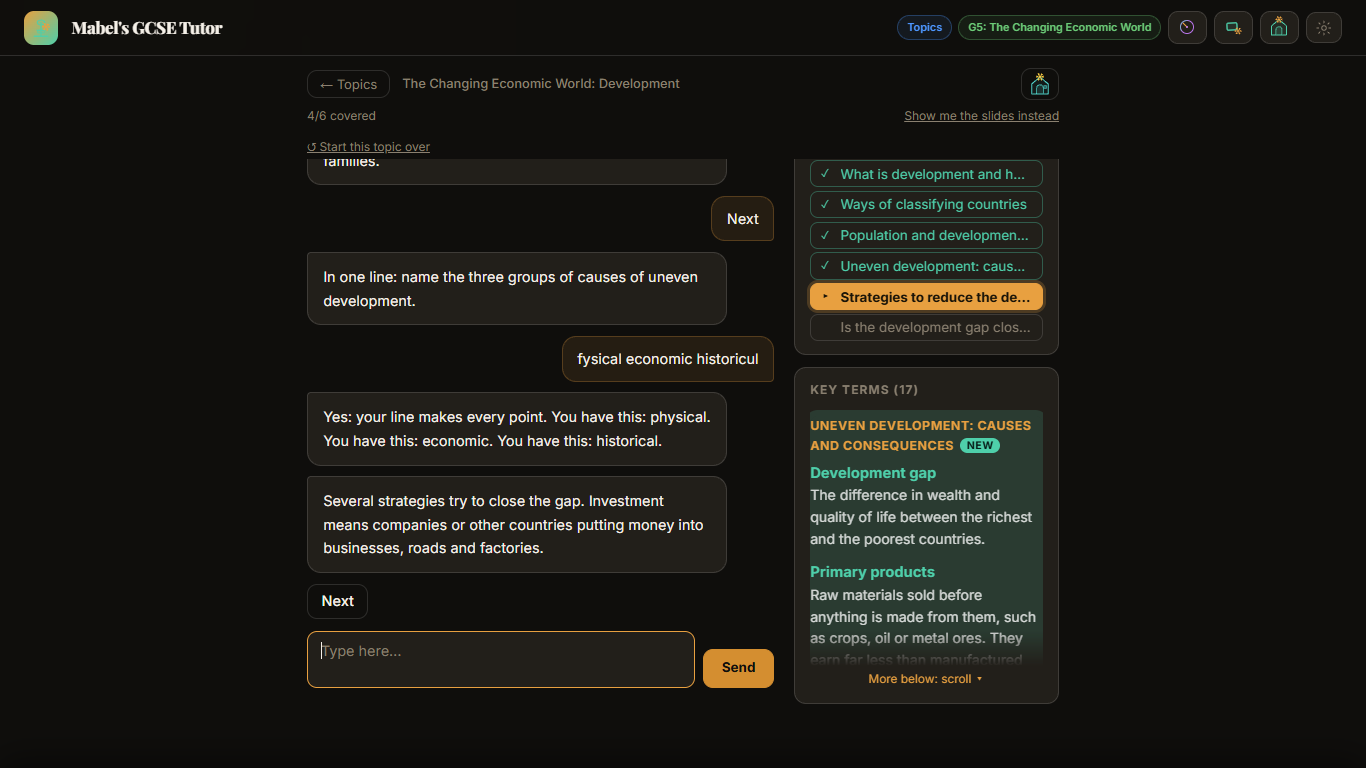 Mabel's GCSE Tutor
Topics
G5: The Changing Economic World
← Topics
The Changing Economic World: Development
4/6 covered
Show me the slides instead
↺ Start this topic over
families.
Next
In one line: name the three groups of causes of uneven
development.
fysical economic historicul
Yes: your line makes every point. You have this: physical.
You have this: economic. You have this: historical.
Several strategies try to close the gap. Investment
means companies or other countries putting money into
businesses, roads and factories.
Next
Type here...
Send
✓ What is development and h...
✓ Ways of classifying countries
✓ Population and developmen...
✓ Uneven development: caus...
▸ Strategies to reduce the de...
Is the development gap clos...
KEY TERMS (17)
UNEVEN DEVELOPMENT: CAUSES
AND CONSEQUENCES NEW
Development gap
The difference in wealth and
quality of life between the richest
and the poorest countries.
Primary products
Raw materials sold before
anything is made from them, such
as crops, oil or metal ores. They
earn far less than manufactured
More below: scroll ▾